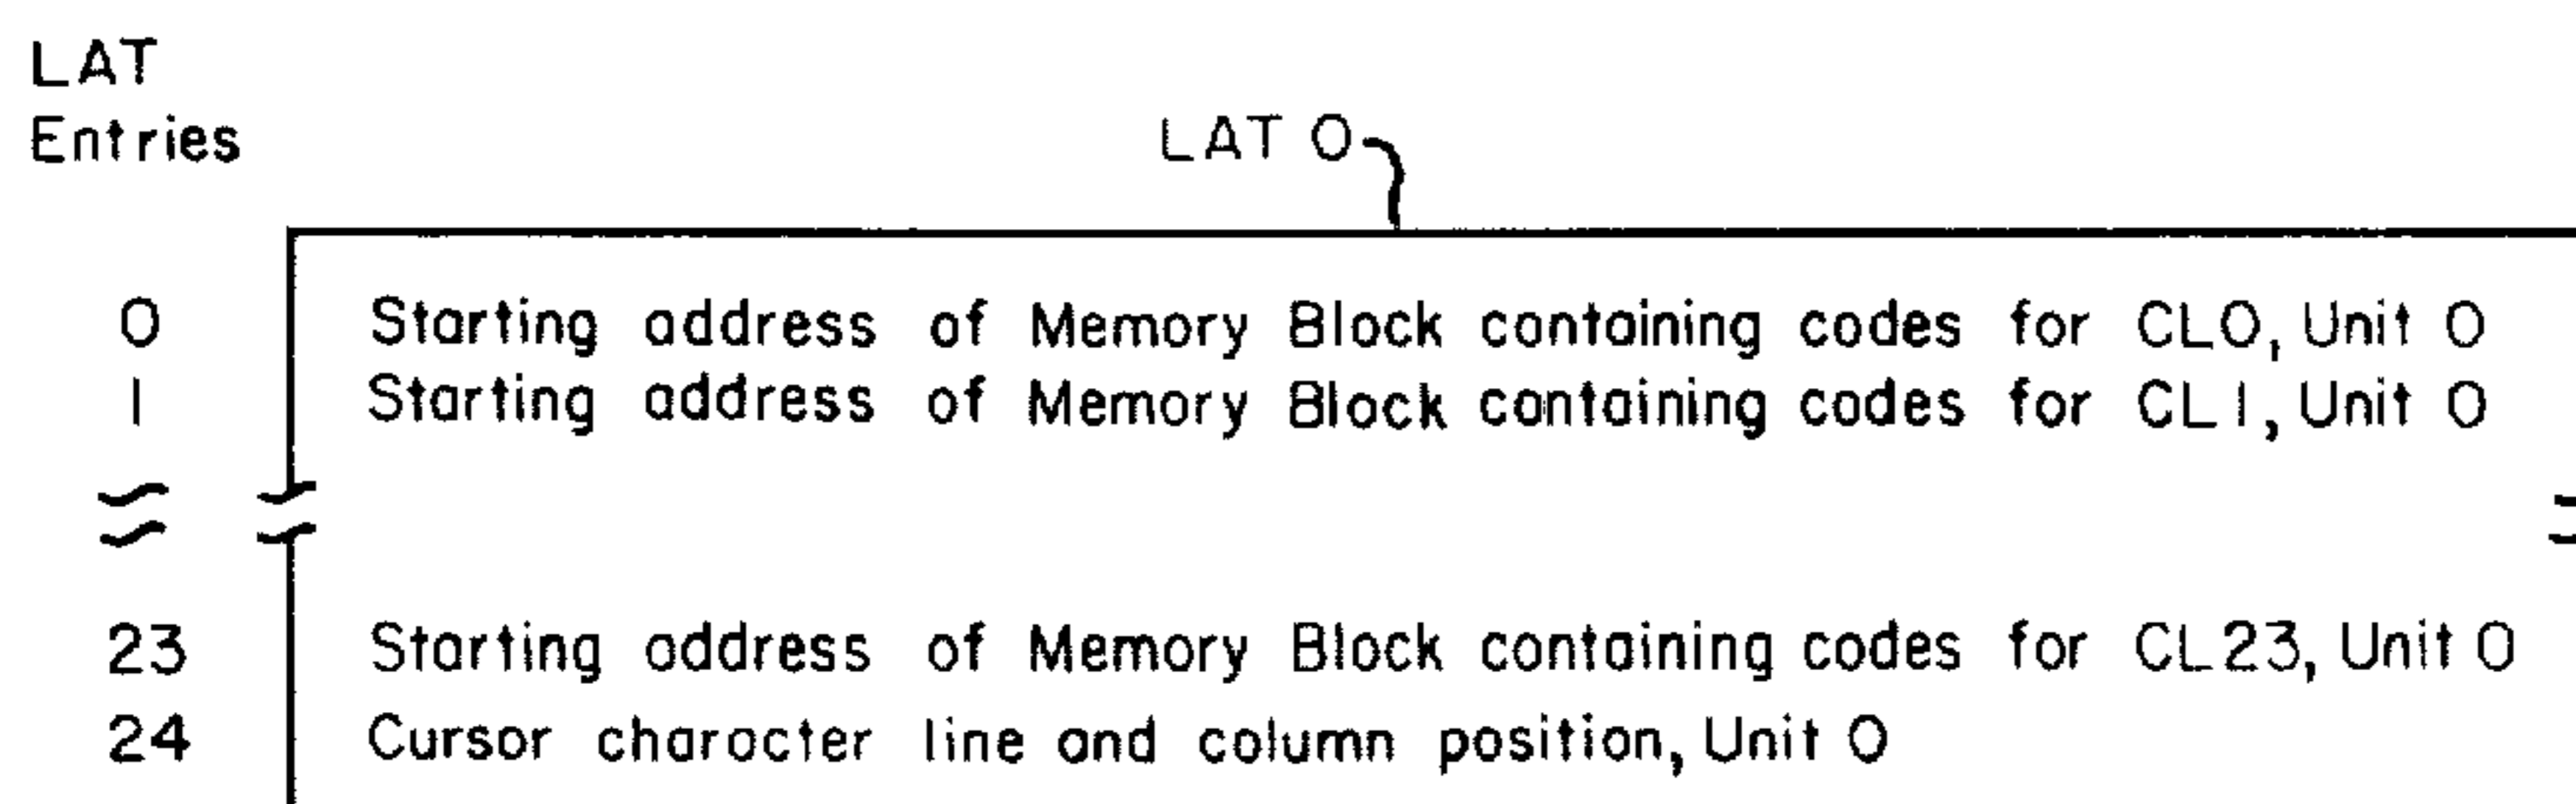 LAT
Entries
LAT 0
0 Starting address of Memory Block containing codes for CL0, Unit 0
1 Starting address of Memory Block containing codes for CL1, Unit 0
23 Starting address of Memory Block containing codes for CL23, Unit 0
24 Cursor character line and column position, Unit 0